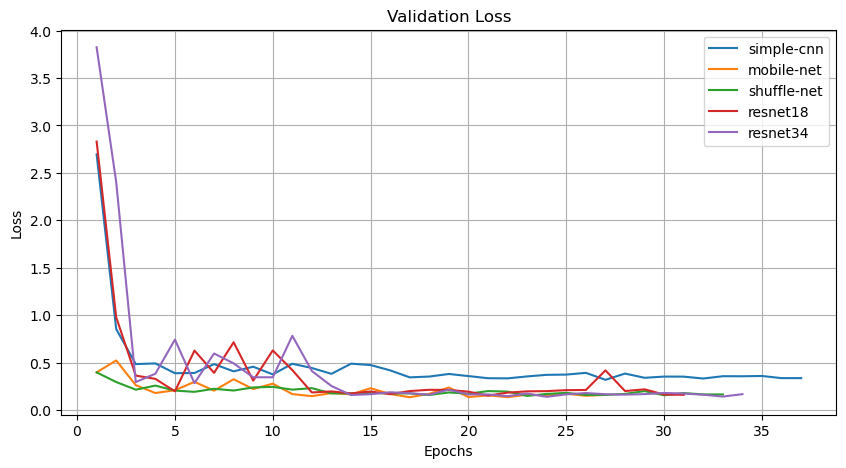 Validation Loss
4.0
3.5
3.0
2.5
2.0
1.5
1.0
0.5
0.0
Loss
simple-cnn
mobile-net
shuffle-net
resnet18
resnet34
0 5 10 15 20 25 30 35
Epochs